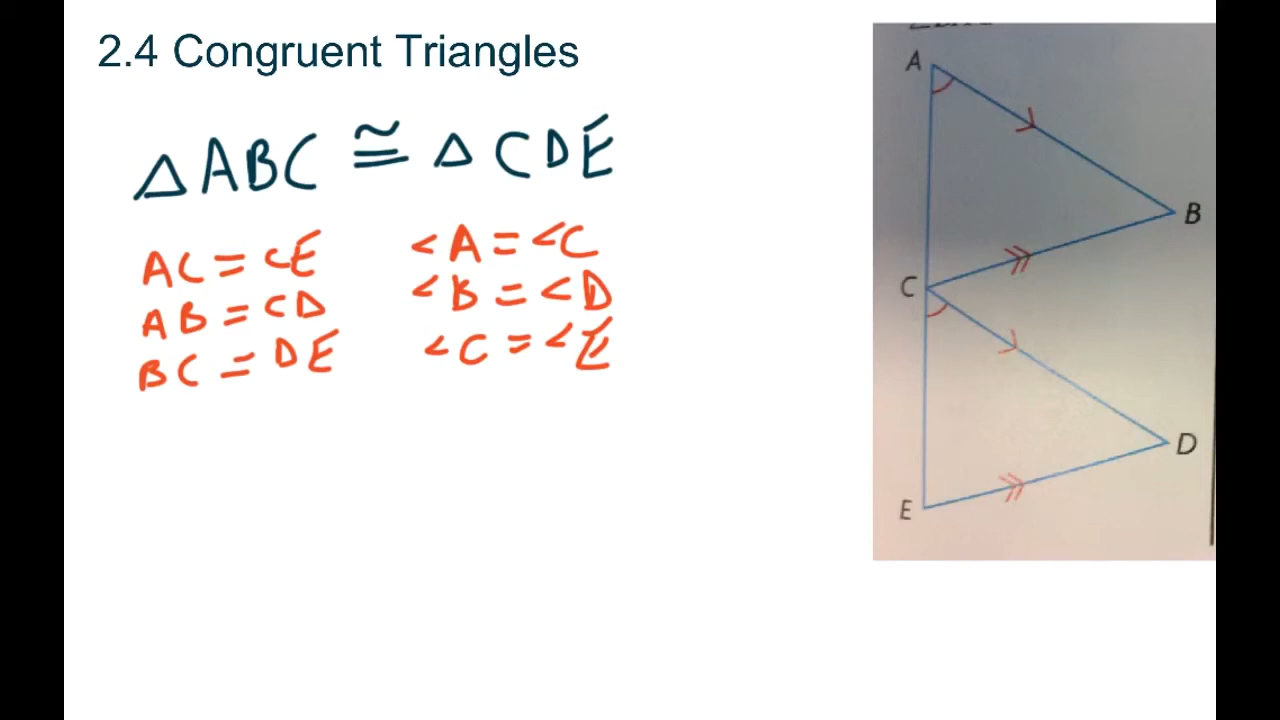 2.4 Congruent Triangles
△ABC ≅ △CDE
AC = CE
AB = CD
BC = DE
<A = <C
<B = <D
<C = <E
A
B
C
D
E